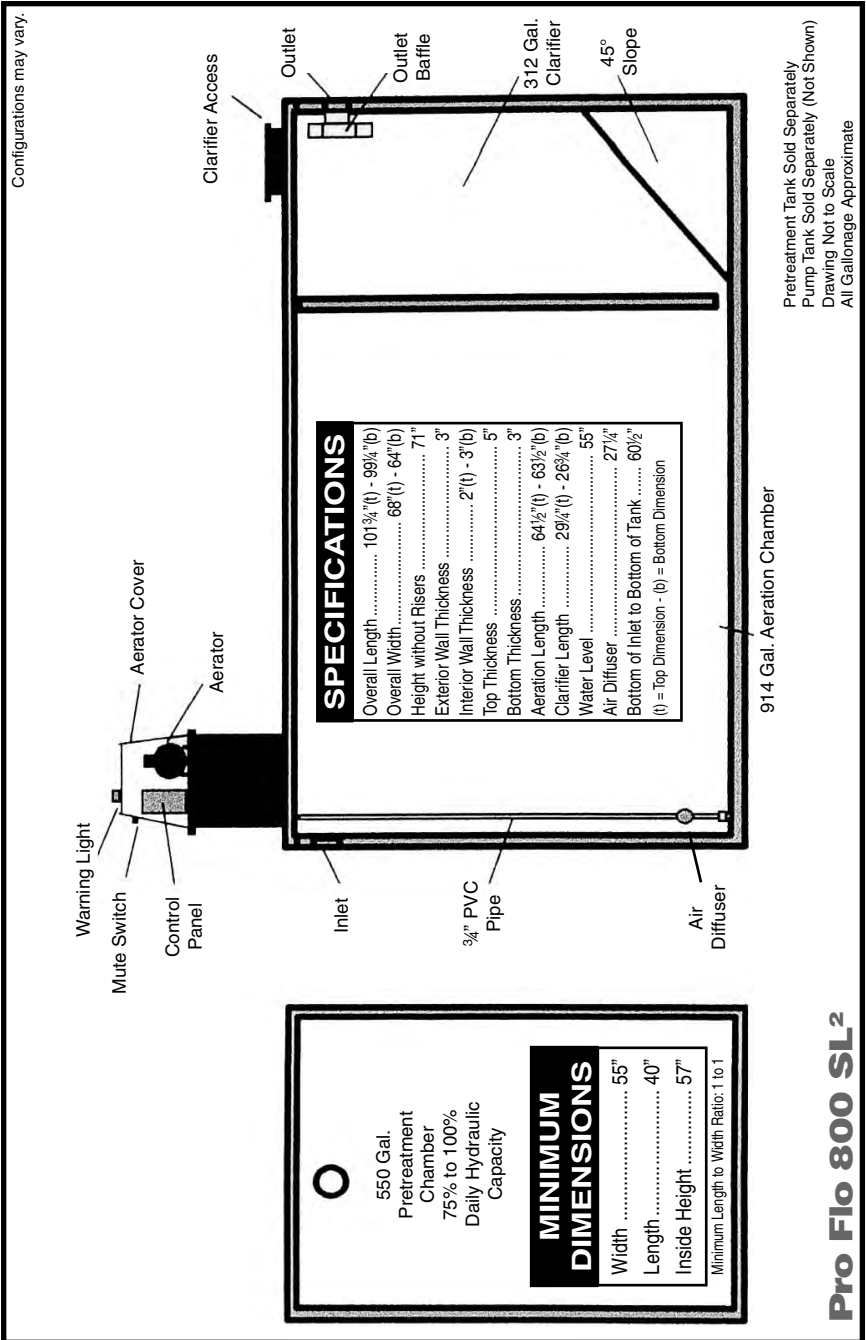 Configurations may vary.
Warning Light
Mute Switch
Control
Panel
Aerator Cover
Aerator
Clarifier Access
Outlet
Outlet
Baffle
312 Gal.
Clarifier
45°
Slope
Inlet
¾” PVC
Pipe
Air
Diffuser
914 Gal. Aeration Chamber
SPECIFICATIONS
Overall Length .............. 101¾”(t) - 99¼”(b)
Overall Width .................... 68”(t) - 64”(b)
Height without Risers ........................ 71”
Exterior Wall Thickness ..................... 3”
Interior Wall Thickness ......... 2”(t) - 3”(b)
Top Thickness ................................... 5”
Bottom Thickness .............................. 3”
Aeration Length ....... 64½”(t) - 63½”(b)
Clarifier Length ........ 29¼”(t) - 26¾”(b)
Water Level ..................................... 55”
Air Diffuser .................................. 27¼”
Bottom of Inlet to Bottom of Tank ....... 60½”
(t) = Top Dimension - (b) = Bottom Dimension
550 Gal.
Pretreatment
Chamber
75% to 100%
Daily Hydraulic
Capacity
MINIMUM
DIMENSIONS
Width ............................ 55”
Length .......................... 40”
Inside Height ................ 57”
Minimum Length to Width Ratio: 1 to 1
Pretreatment Tank Sold Separately
Pump Tank Sold Separately (Not Shown)
Drawing Not to Scale
All Gallonage Approximate
Pro Flo 800 SL²